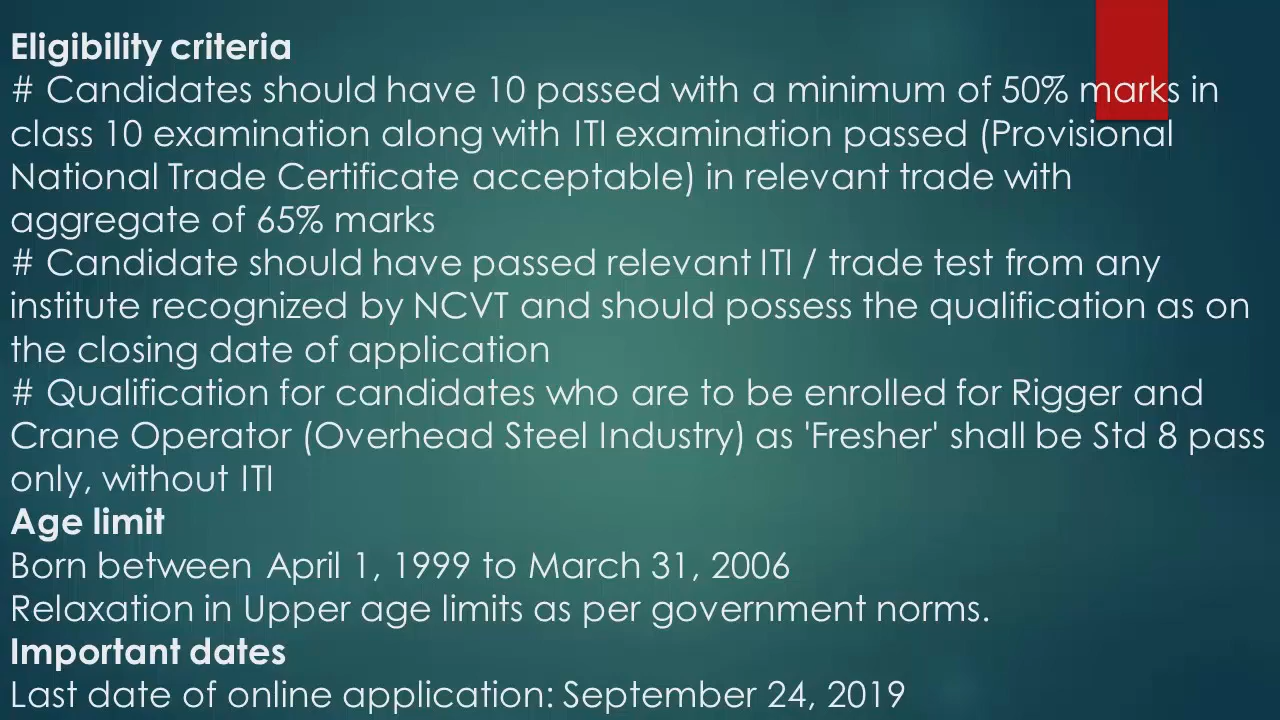 Eligibility criteria
# Candidates should have 10 passed with a minimum of 50% marks in
class 10 examination along with ITI examination passed (Provisional
National Trade Certificate acceptable) in relevant trade with
aggregate of 65% marks
# Candidate should have passed relevant ITI / trade test from any
institute recognized by NCVT and should possess the qualification as on
the closing date of application
# Qualification for candidates who are to be enrolled for Rigger and
Crane Operator (Overhead Steel Industry) as 'Fresher' shall be Std 8 pass
only, without ITI
Age limit
Born between April 1, 1999 to March 31, 2006
Relaxation in Upper age limits as per government norms.
Important dates
Last date of online application: September 24, 2019